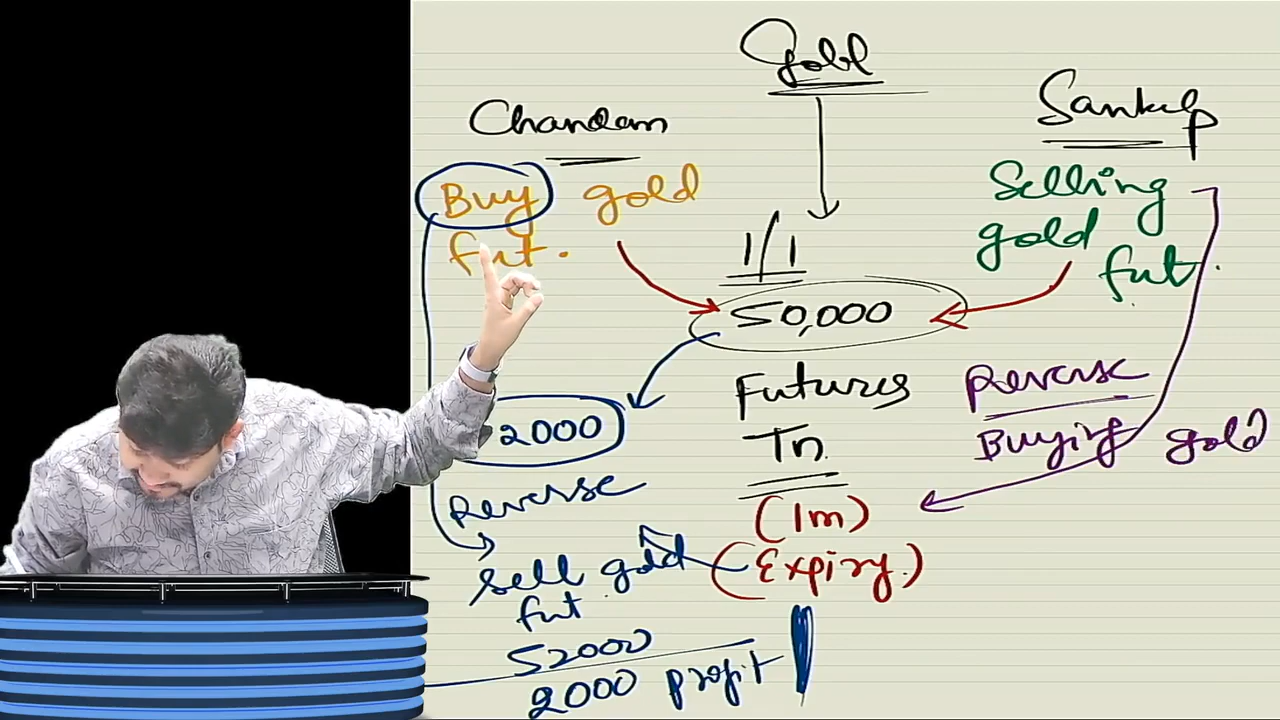 Gold
Chandan
Sankalp
Buy gold
fut.
Selling
gold
fut.
1/1
50,000
Futures
Tn.
(1m)
(Expiry.)
2000
Reverse
Sell gold
fut
52000
2000 profit
Reverse
Buying gold